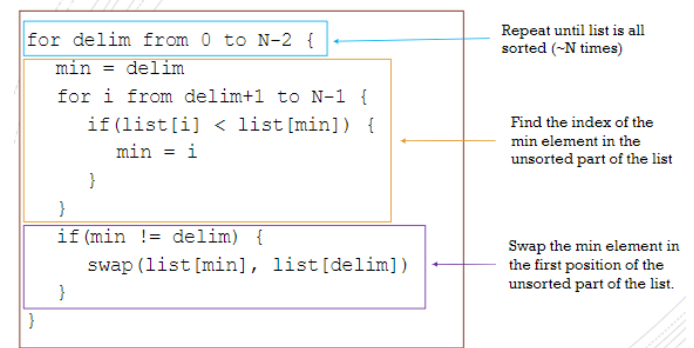 for delim from 0 to N-2 {
min = delim
for i from delim+1 to N-1 {
if(list[i] < list[min]) {
min = i
}
}
if(min != delim) {
swap(list[min], list[delim])
}
}
Repeat until list is all
sorted (~N times)
Find the index of the
min element in the
unsorted part of the list
Swap the min element in
the first position of the
unsorted part of the list.